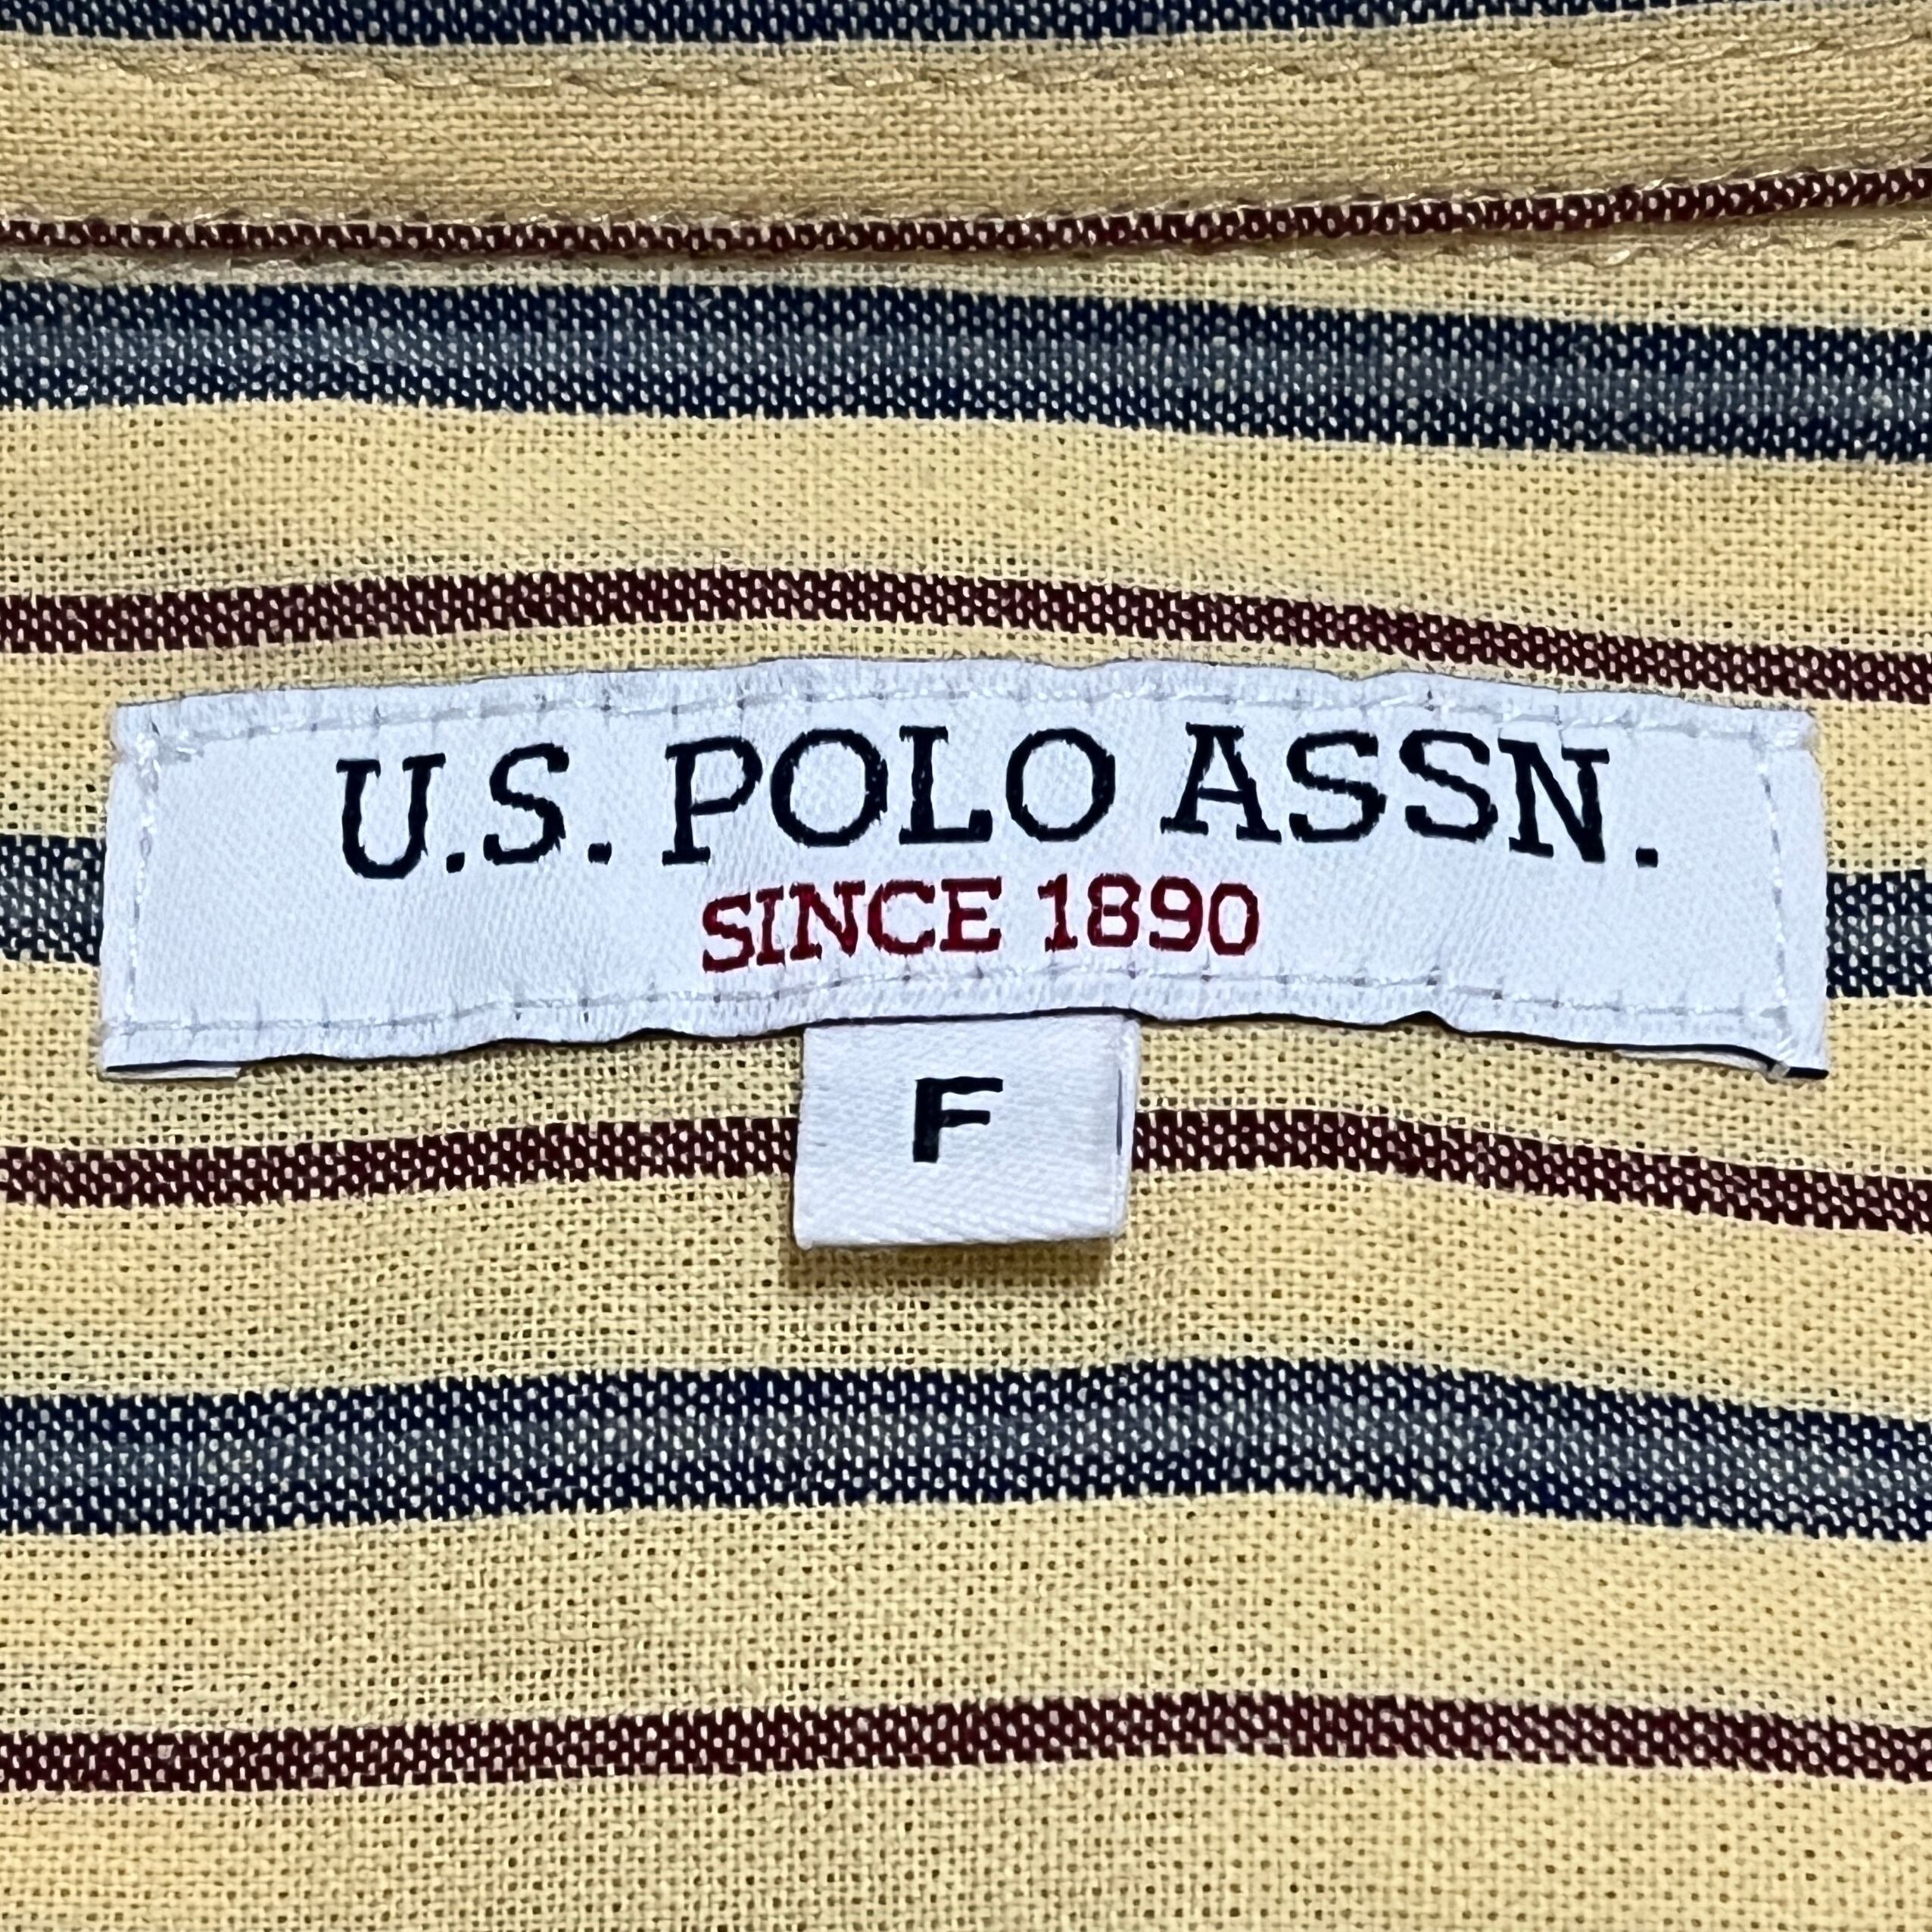 U.S. POLO ASSN.
SINCE 1890
F